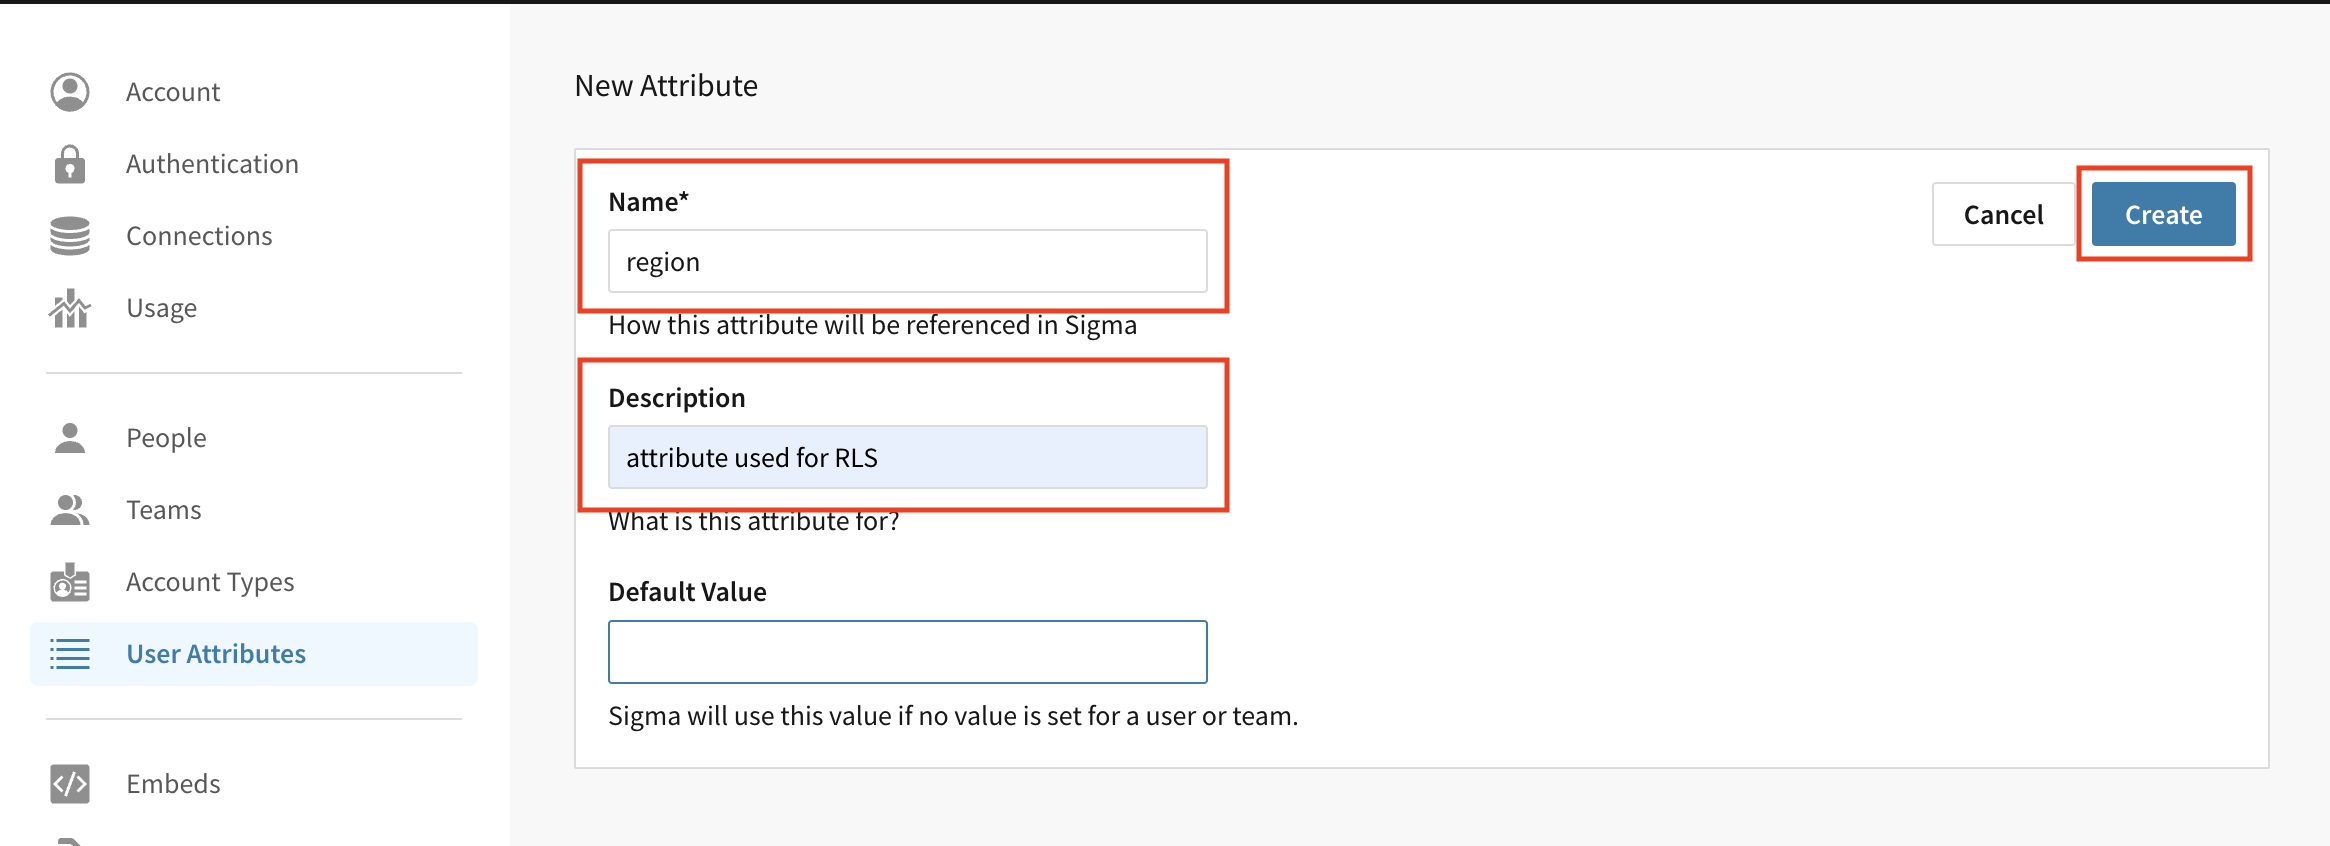 Account
Authentication
Connections
Usage
People
Teams
Account Types
User Attributes
Embeds
New Attribute
Name*
region
How this attribute will be referenced in Sigma
Cancel
Create
Description
attribute used for RLS
What is this attribute for?
Default Value
Sigma will use this value if no value is set for a user or team.